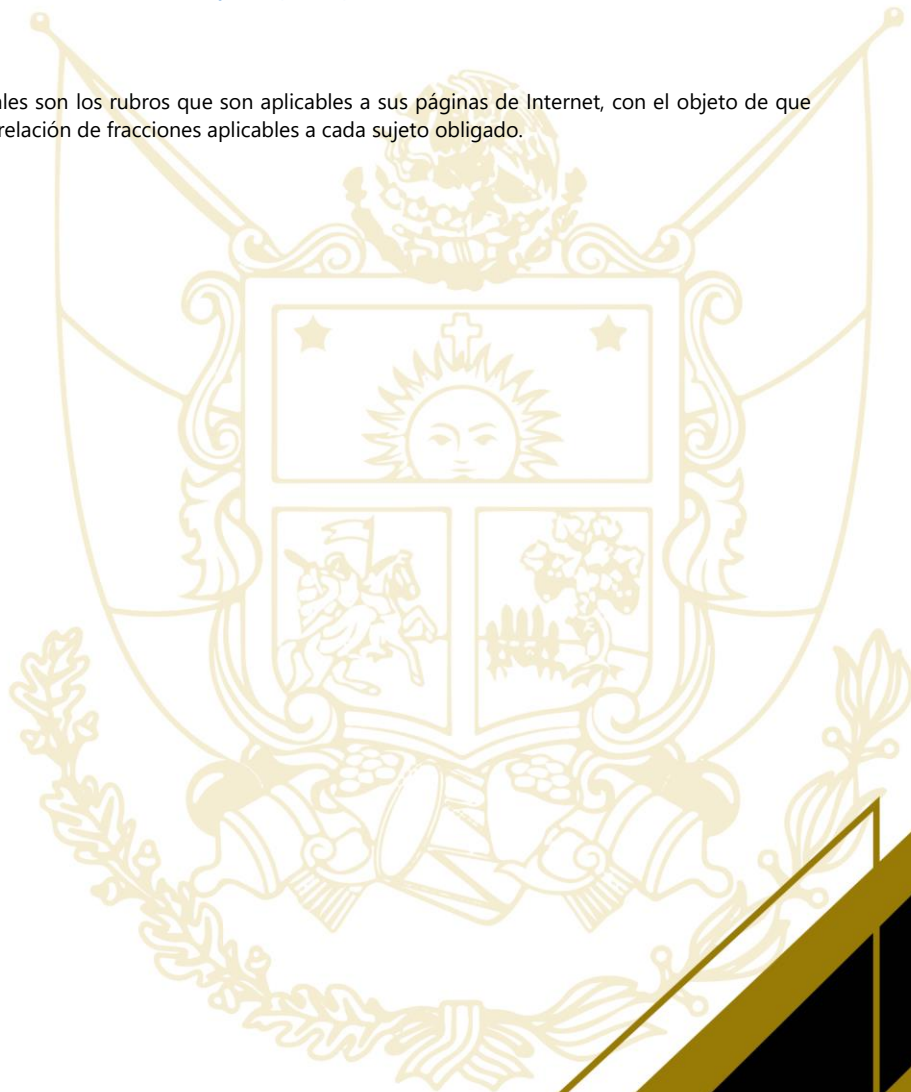 les son los rubros que son aplicables a sus páginas de Internet, con el objeto de que
relación de fracciones aplicables a cada sujeto obligado.